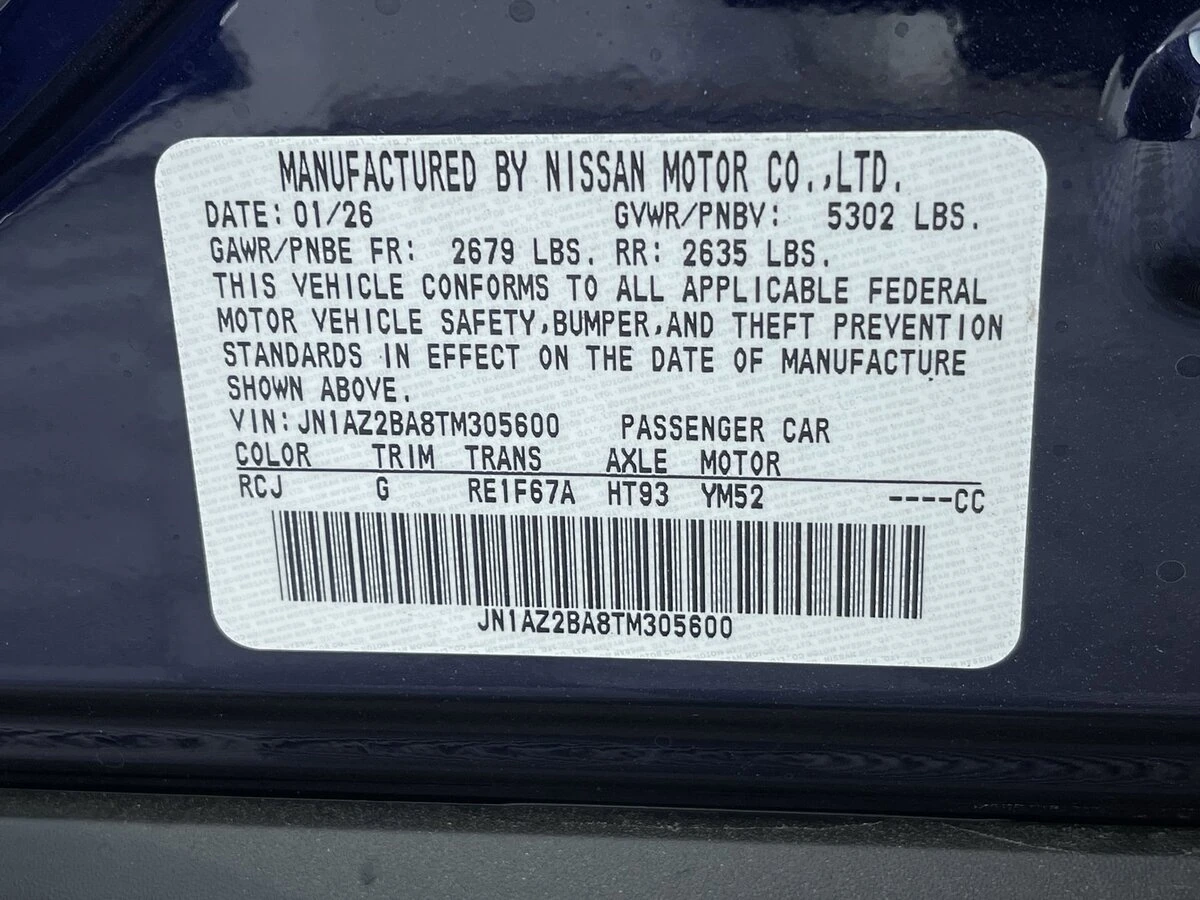 MANUFACTURED BY NISSAN MOTOR CO.,LTD.
DATE: 01/26 GVWR/PNBV: 5302 LBS.
GAWR/PNBE FR: 2679 LBS. RR: 2635 LBS.
THIS VEHICLE CONFORMS TO ALL APPLICABLE FEDERAL
MOTOR VEHICLE SAFETY,BUMPER,AND THEFT PREVENTION
STANDARDS IN EFFECT ON THE DATE OF MANUFACTURE
SHOWN ABOVE.
VIN:JN1AZ2BA8TM305600 PASSENGER CAR
COLOR TRIM TRANS AXLE MOTOR
RCJ G RE1F67A HT93 YM52 ----CC
JN1AZ2BA8TM305600